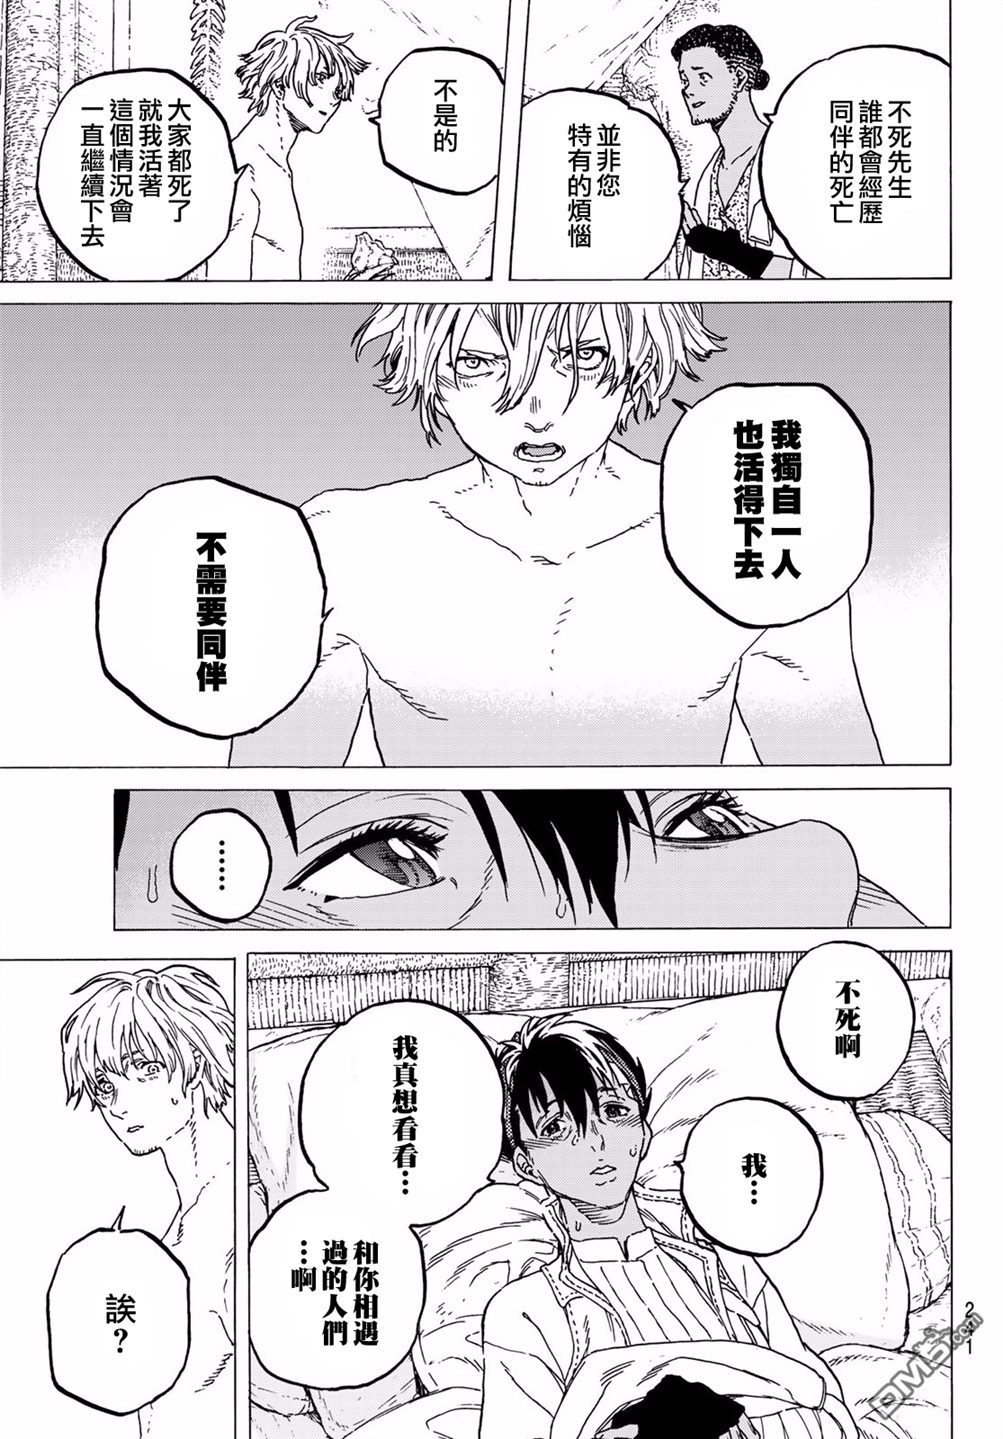 不死先生
誰都會經歷
同伴的死亡
並非您
特有的煩惱
不是的
大家都死了
就我活著
這個情況會
一直繼續下去
我獨自一人
也活得下去
不需要同伴
……
不死啊
我…
我真想看看…
和你相遇
過的人們
…啊
誒？
241
DM5.com